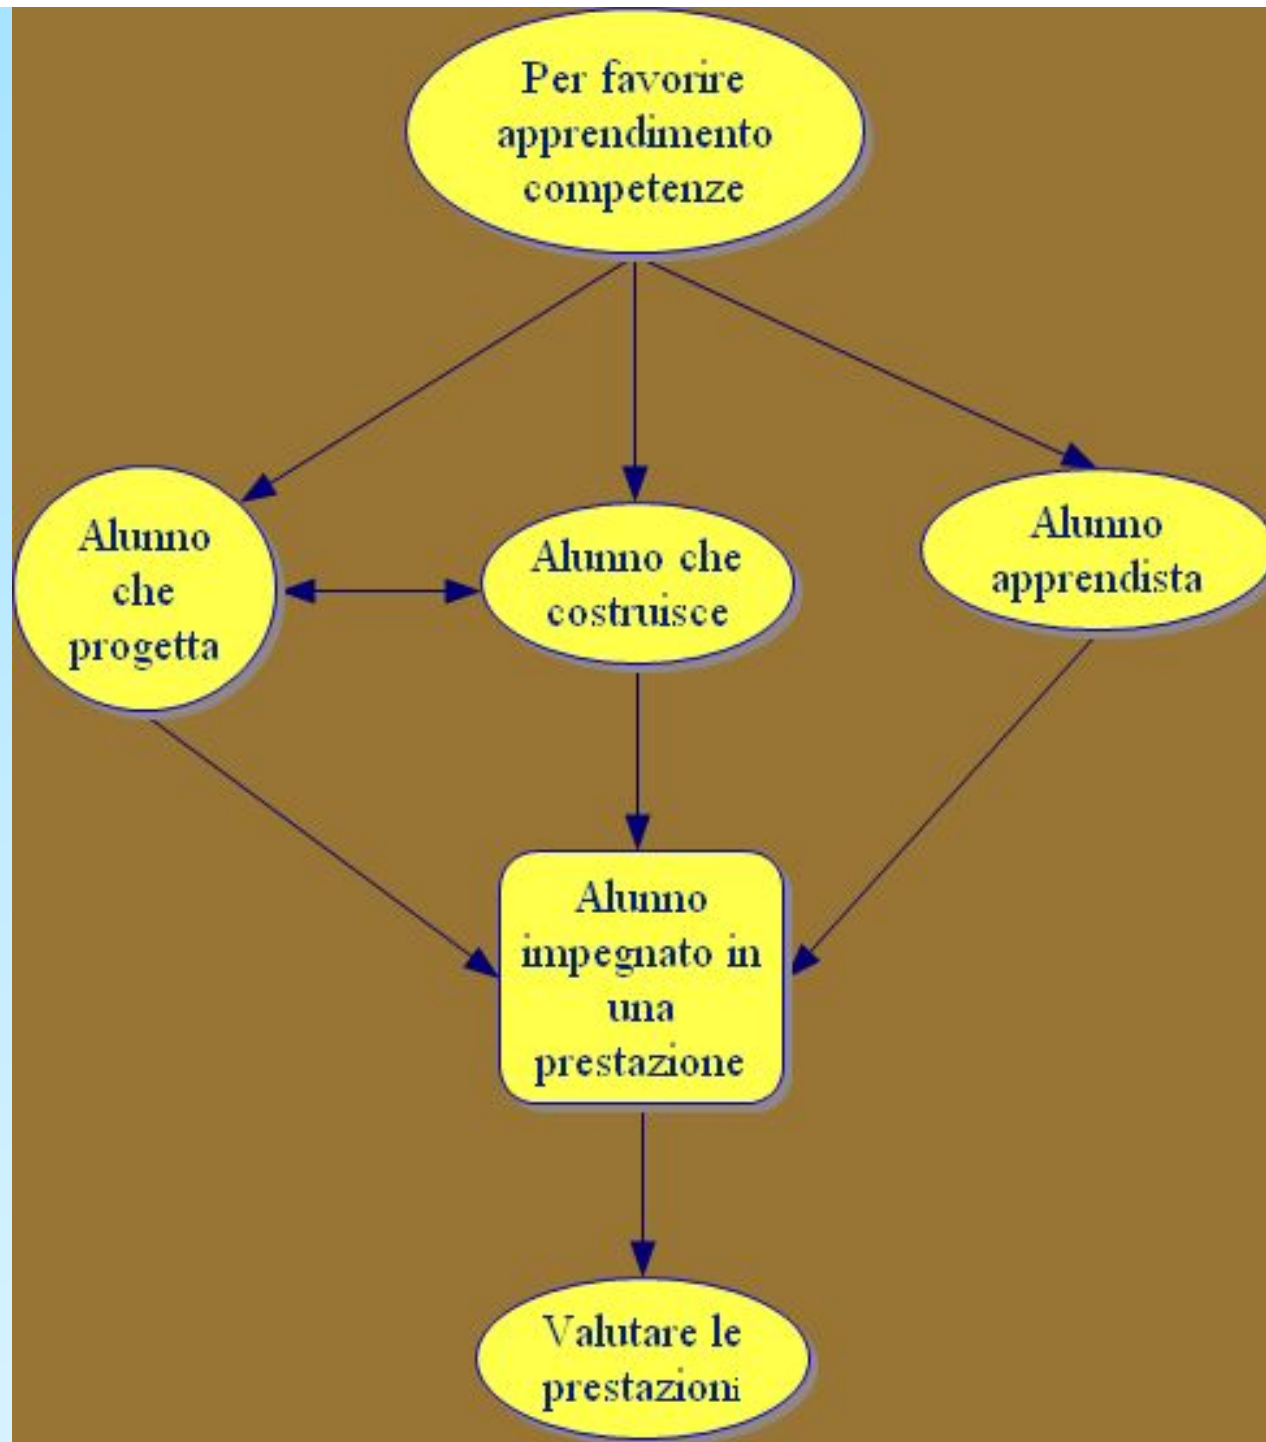 Per favorire
apprendimento
competenze
Alunno
che
progetta
Alunno che
costruisce
Alunno
apprendista
Alunno
impegnato in
una
prestazione
Valutare le
prestazioni